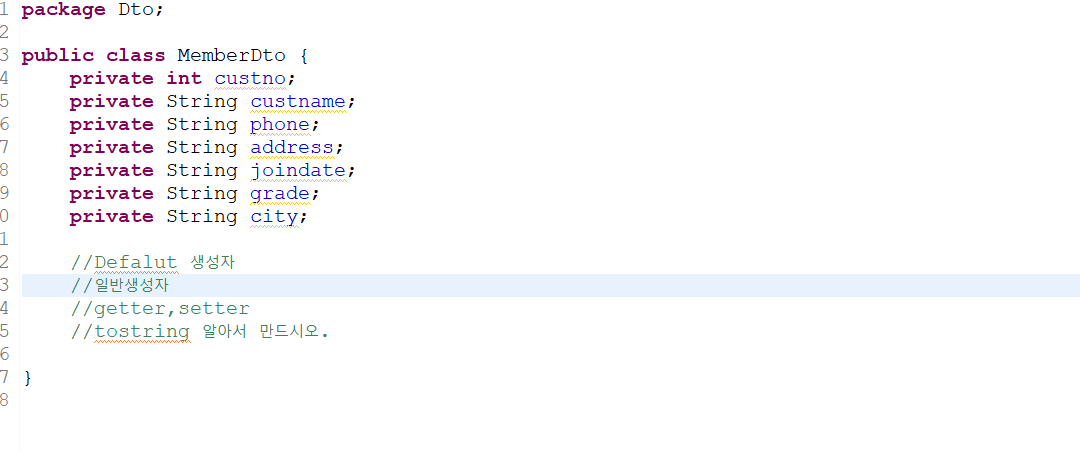 1 package Dto;
2
3 public class MemberDto {
4 private int custno;
5 private String custname;
6 private String phone;
7 private String address;
8 private String joindate;
9 private String grade;
0 private String city;
1
2 //Defalut 생성자
3 //일반생성자
4 //getter,setter
5 //tostring 알아서 만드시오.
6
7 }
8